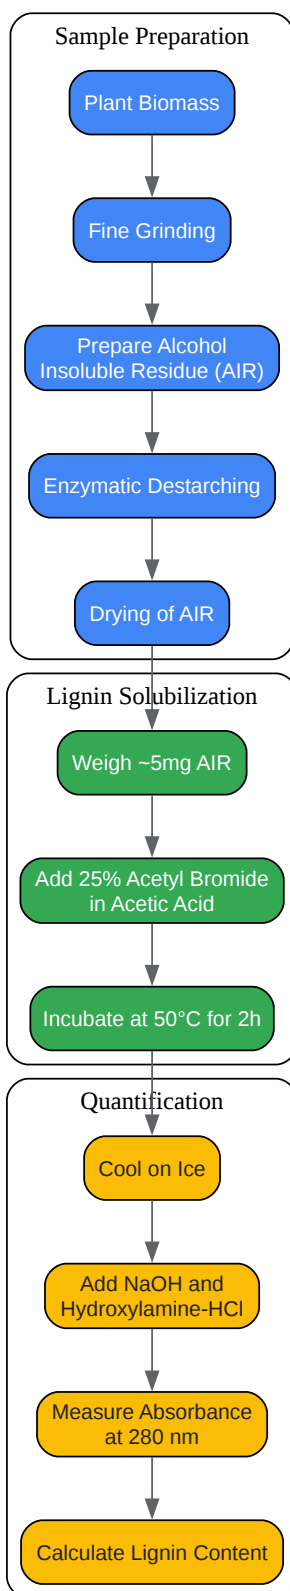 Sample Preparation
Plant Biomass
Fine Grinding
Prepare Alcohol
Insoluble Residue (AIR)
Enzymatic Destarching
Drying of AIR
Lignin Solubilization
Weigh ~5mg AIR
Add 25% Acetyl Bromide
in Acetic Acid
Incubate at 50°C for 2h
Quantification
Cool on Ice
Add NaOH and
Hydroxylamine-HCl
Measure Absorbance
at 280 nm
Calculate Lignin Content